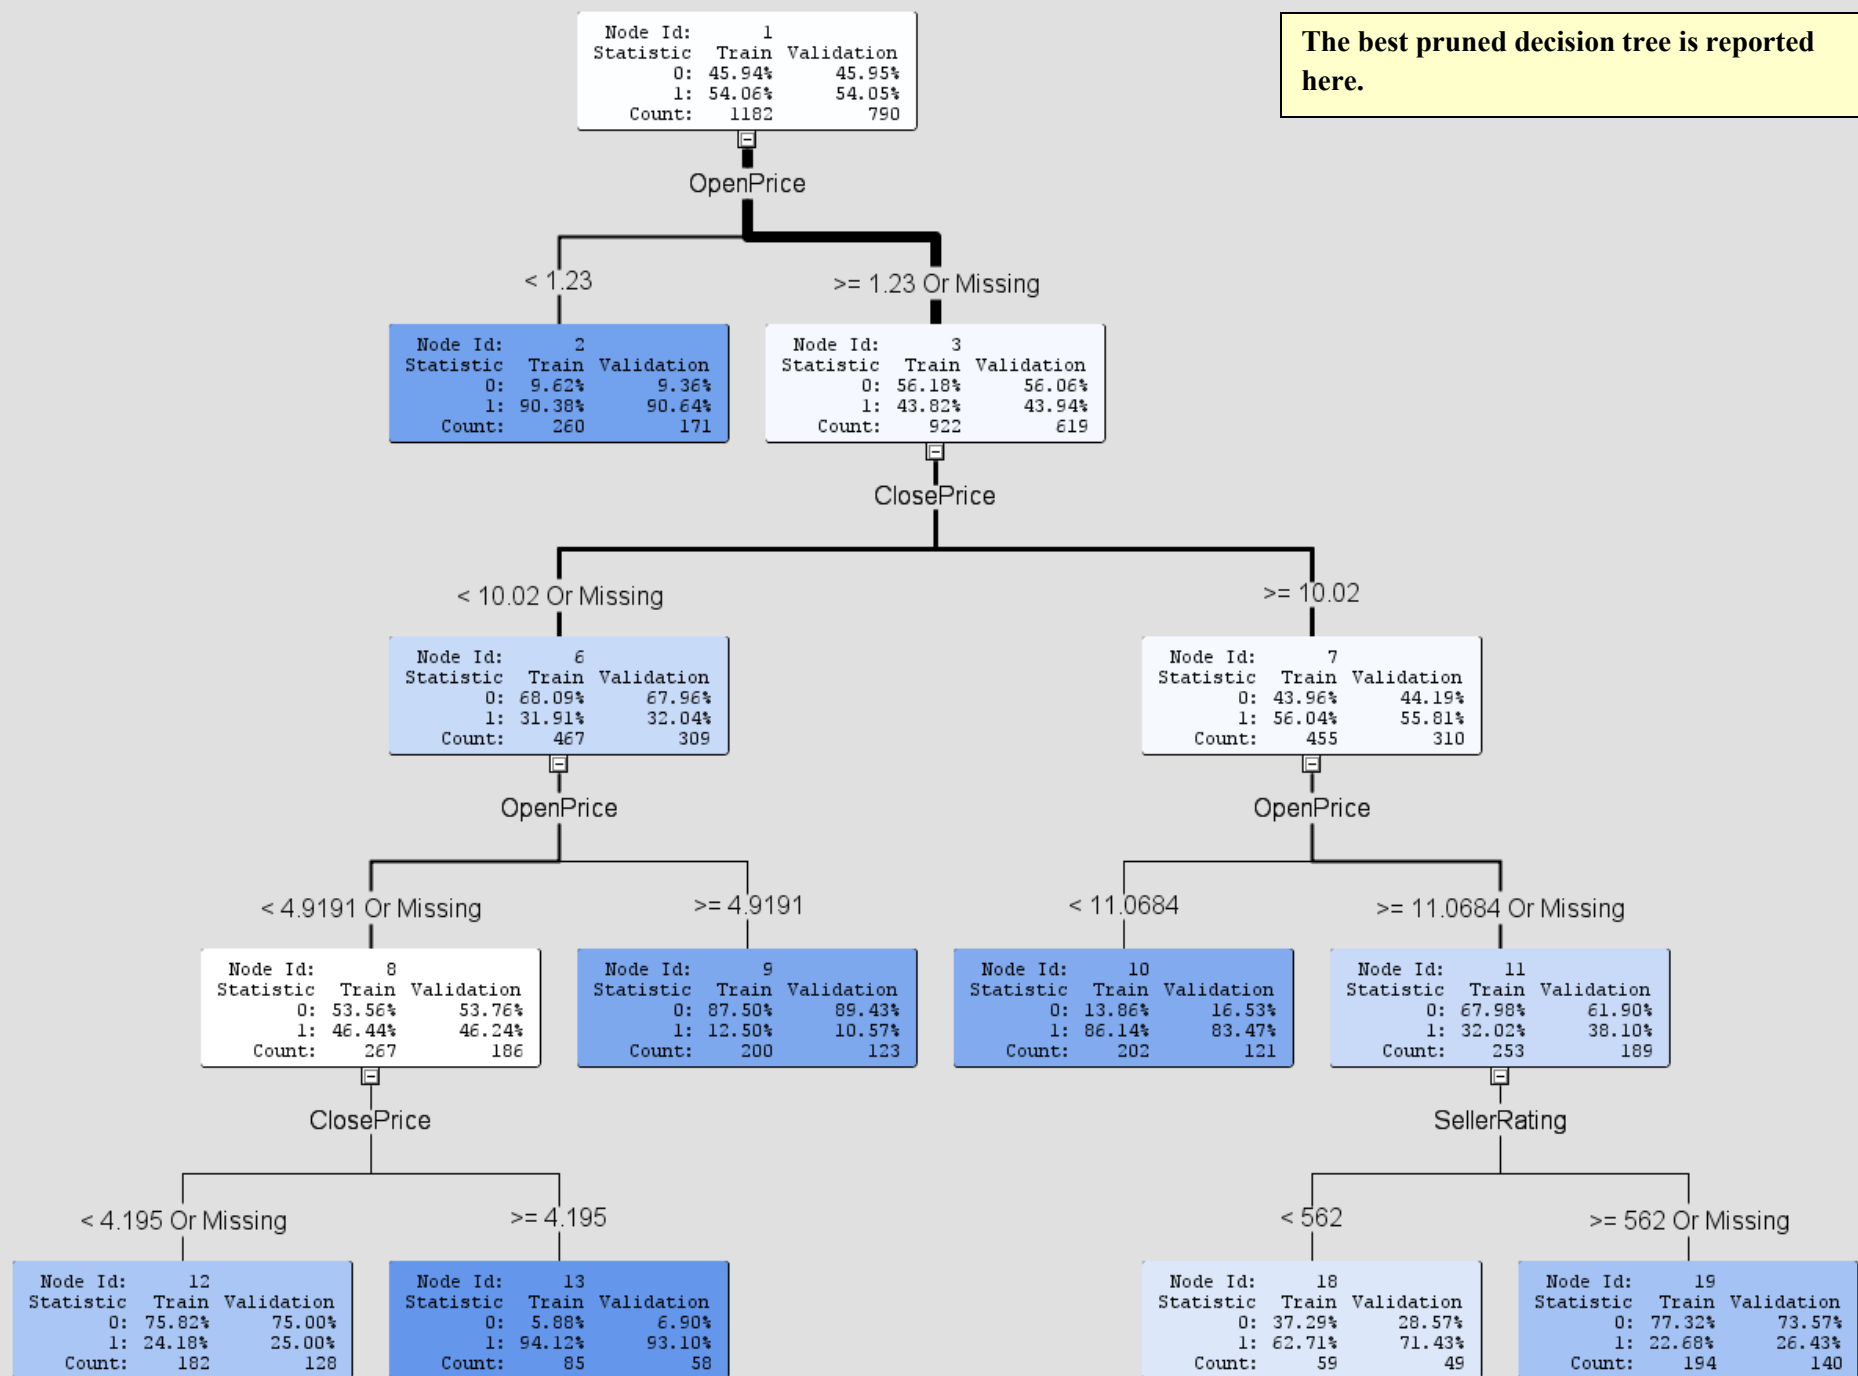 The best pruned decision tree is reported
here.
Node Id: 1
Statistic Train Validation
0: 45.94% 45.95%
1: 54.06% 54.05%
Count: 1182 790
OpenPrice
< 1.23
>= 1.23 Or Missing
Node Id: 2
Statistic Train Validation
0: 9.62% 9.36%
1: 90.38% 90.64%
Count: 260 171
Node Id: 3
Statistic Train Validation
0: 56.18% 56.06%
1: 43.82% 43.94%
Count: 922 619
ClosePrice
< 10.02 Or Missing
>= 10.02
Node Id: 6
Statistic Train Validation
0: 68.09% 67.96%
1: 31.91% 32.04%
Count: 467 309
Node Id: 7
Statistic Train Validation
0: 43.96% 44.19%
1: 56.04% 55.81%
Count: 455 310
OpenPrice
OpenPrice
< 4.9191 Or Missing
>= 4.9191
< 11.0684
>= 11.0684 Or Missing
Node Id: 8
Statistic Train Validation
0: 53.56% 53.76%
1: 46.44% 46.24%
Count: 267 186
Node Id: 9
Statistic Train Validation
0: 87.50% 89.43%
1: 12.50% 10.57%
Count: 200 123
Node Id: 10
Statistic Train Validation
0: 13.86% 16.53%
1: 86.14% 83.47%
Count: 202 121
Node Id: 11
Statistic Train Validation
0: 67.98% 61.90%
1: 32.02% 38.10%
Count: 253 189
ClosePrice
SellerRating
< 4.195 Or Missing
>= 4.195
< 562
>= 562 Or Missing
Node Id: 12
Statistic Train Validation
0: 75.82% 75.00%
1: 24.18% 25.00%
Count: 182 128
Node Id: 13
Statistic Train Validation
0: 5.88% 6.90%
1: 94.12% 93.10%
Count: 85 58
Node Id: 18
Statistic Train Validation
0: 37.29% 28.57%
1: 62.71% 71.43%
Count: 59 49
Node Id: 19
Statistic Train Validation
0: 77.32% 73.57%
1: 22.68% 26.43%
Count: 194 140